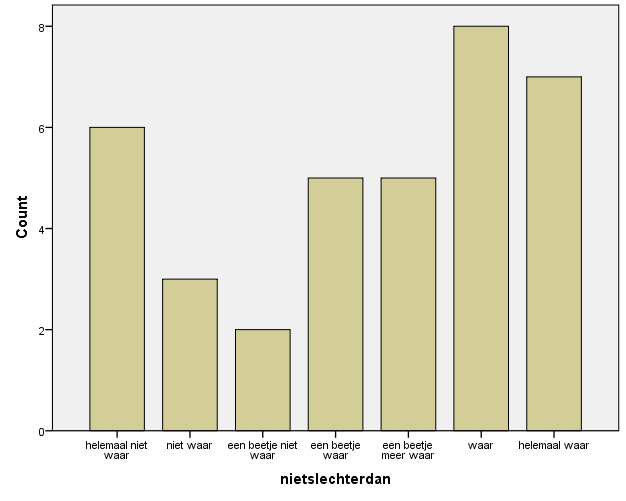 8
6
4
2
0
Count
helemaal niet
waar
niet waar
een beetje niet
waar
een beetje
waar
een beetje
meer waar
waar
helemaal waar
nietslechterdan